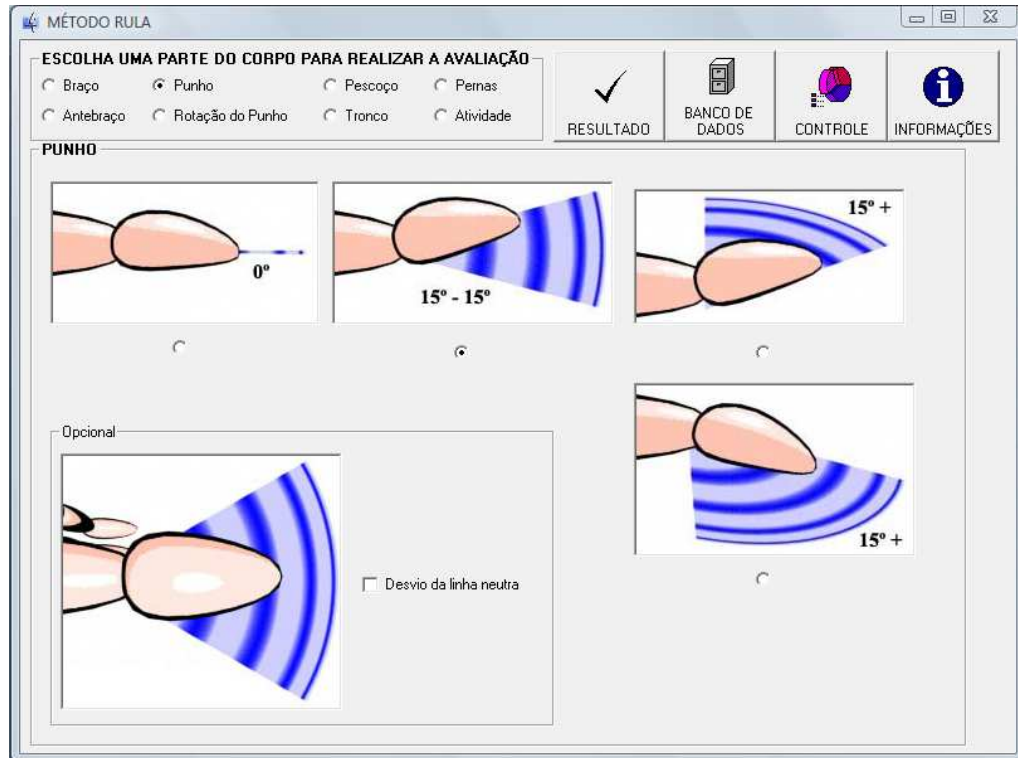 MÉTODO RULA
ESCOLHA UMA PARTE DO CORPO PARA REALIZAR A AVALIAÇÃO
Braço Punho Pescoço Pernas
Antebraço Rotação do Punho Tronco Atividade
RESULTADO
BANCO DE
DADOS
CONTROLE
INFORMAÇÕES
PUNHO
0º
15º - 15º
15º +
Opcional
Desvio da linha neutra
15º +